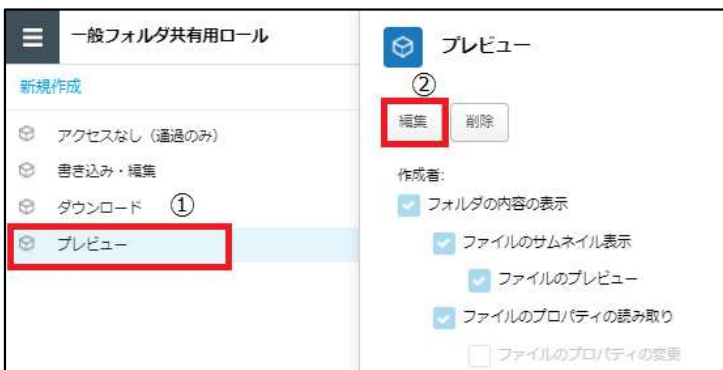 一般フォルダ共有用ロール
新規作成
アクセスなし（通過のみ）
書き込み・編集
ダウンロード ①
プレビュー
プレビュー
②
編集 削除
作成者:
フォルダの内容の表示
ファイルのサムネイル表示
ファイルのプレビュー
ファイルのプロパティの読み取り
ファイルのプロパティの変更